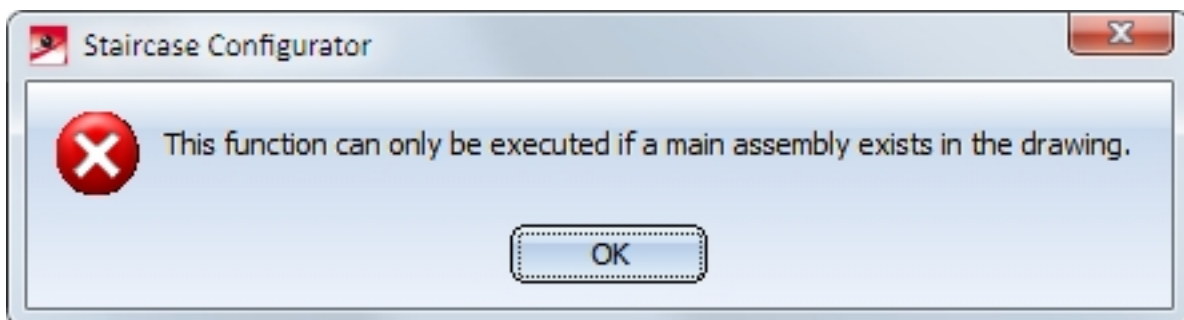 Staircase Configurator
This function can only be executed if a main assembly exists in the drawing.
OK